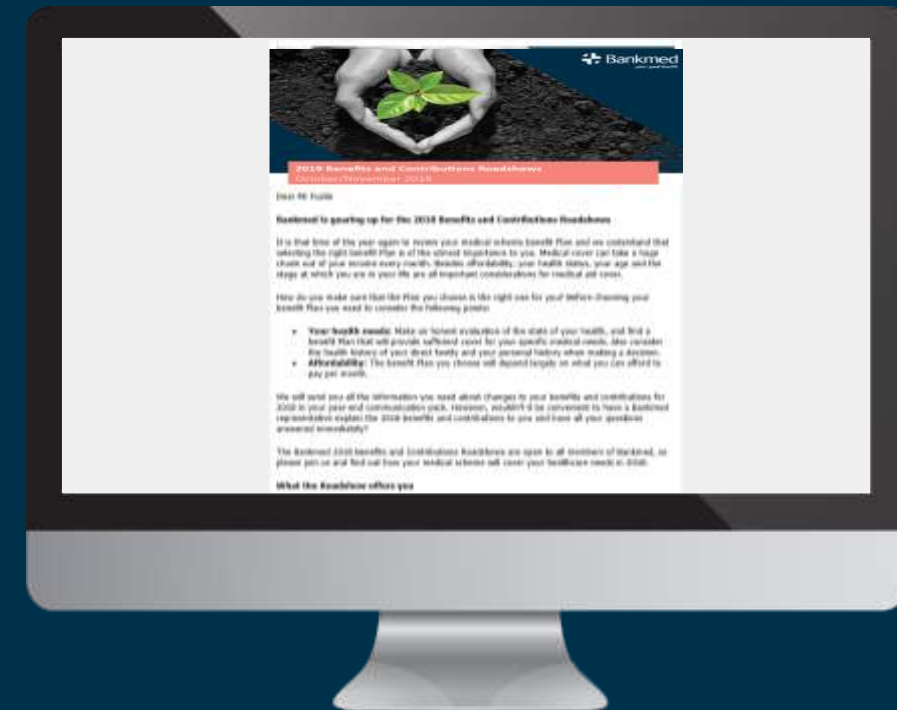 Bankmed
2019 Benefits and Contributions Roadshows
October/November 2018
Dear
Bankmed is gearing up for the 2018 Benefits and Contributions Roadshows
It is that time of the year again to review your medical scheme benefit Plan and we understand that
selecting the right benefit Plan is of the utmost importance to you. Medical cover can take a huge
chunk out of your income every month. Besides affordability, your health status, your age and the
stage at which you are in your life are all important considerations for medical aid cover.
How do you make sure that the Plan you choose is the right one for you? Before choosing your
benefit Plan you need to consider the following points:
• Your health needs: Make an honest evaluation of the state of your health, and find a
benefit Plan that will provide sufficient cover for your specific medical needs. Also consider
the health history of your direct family and your personal history when making a decision.
• Affordability: The benefit Plan you choose will depend largely on what you can afford to
pay per month.
We will send you all the information you need about changes to your benefits and contributions for
2018 in your year-end communication pack. However, wouldn't it be convenient to have a Bankmed
representative explain the 2018 benefits and contributions to you and have all your questions
answered immediately?
The Bankmed 2018 Benefits and Contributions Roadshows are open to all members of Bankmed, so
please join us and find out how your medical scheme will cover your healthcare needs in 2018.
What the Roadshow offers you